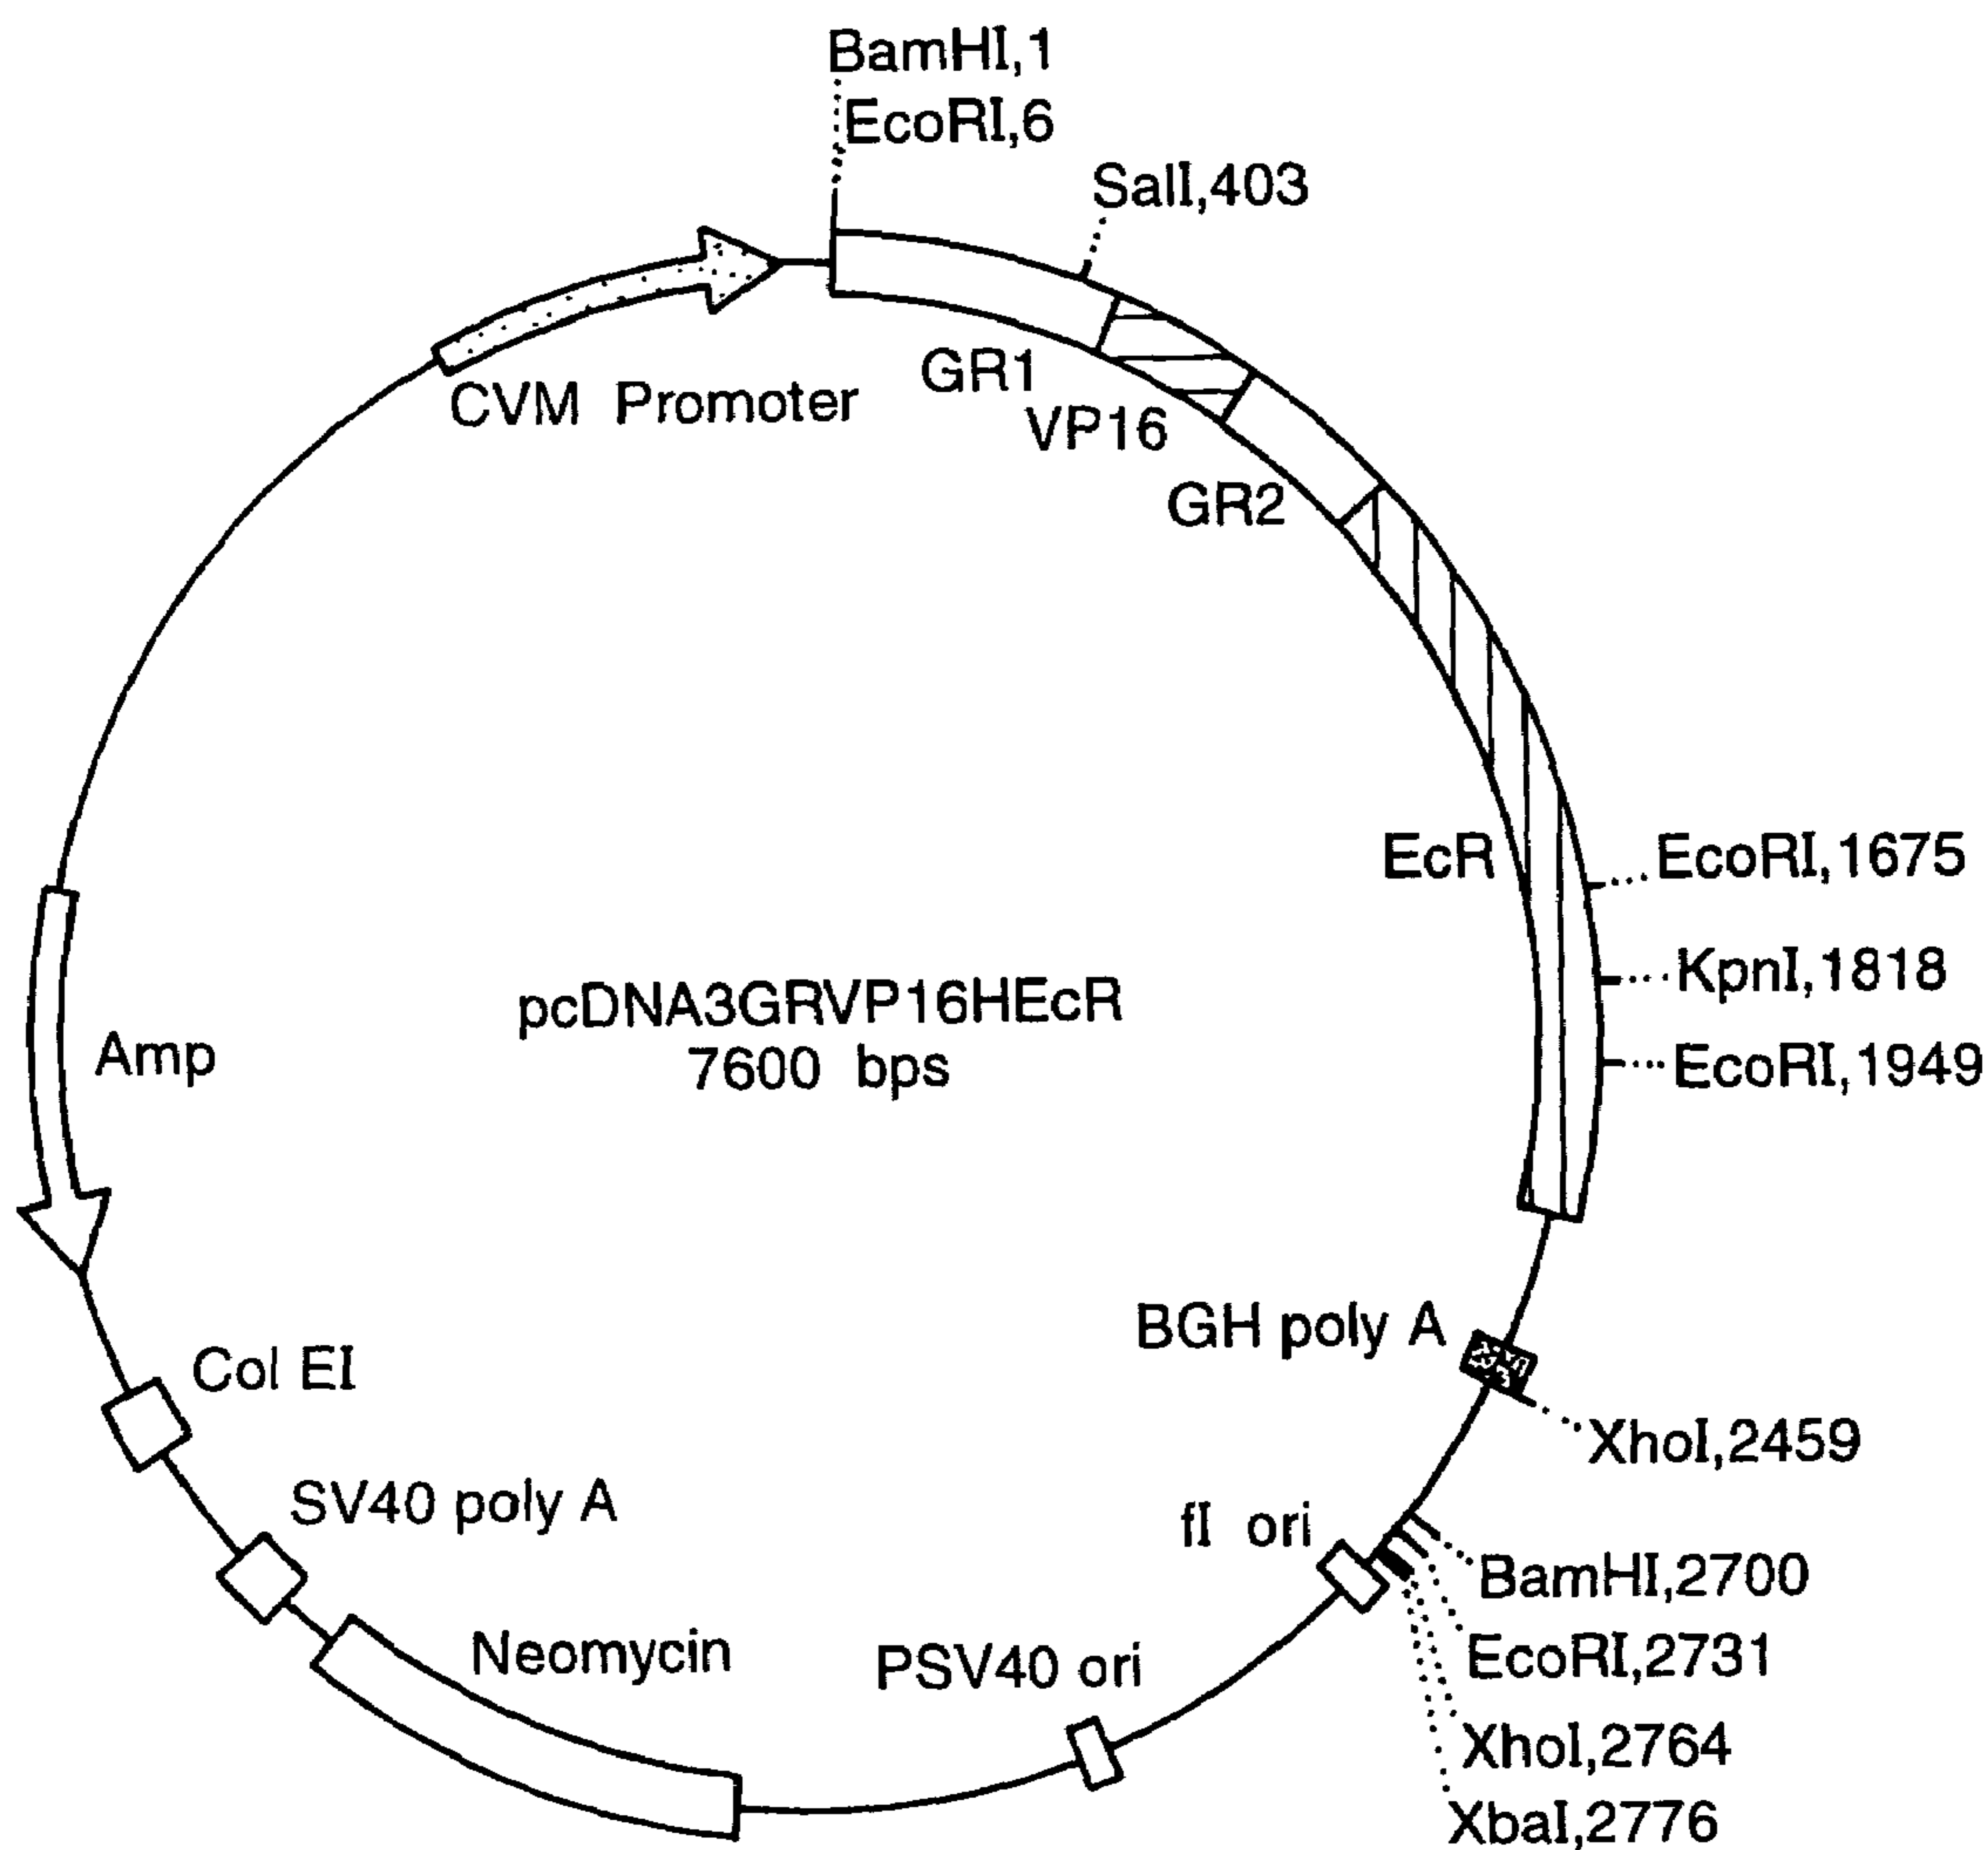 BamHI,1
EcoRI,6
SalI,403
CVM Promoter
GR1
VP16
GR2
EcR
EcoRI,1675
KpnI,1818
EcoRI,1949
pcDNA3GRVP16HEcR
7600 bps
Amp
BGH poly A
XhoI,2459
Col EI
SV40 poly A
fI ori
BamHI,2700
EcoRI,2731
Neomycin
PSV40 ori
XhoI,2764
XbaI,2776